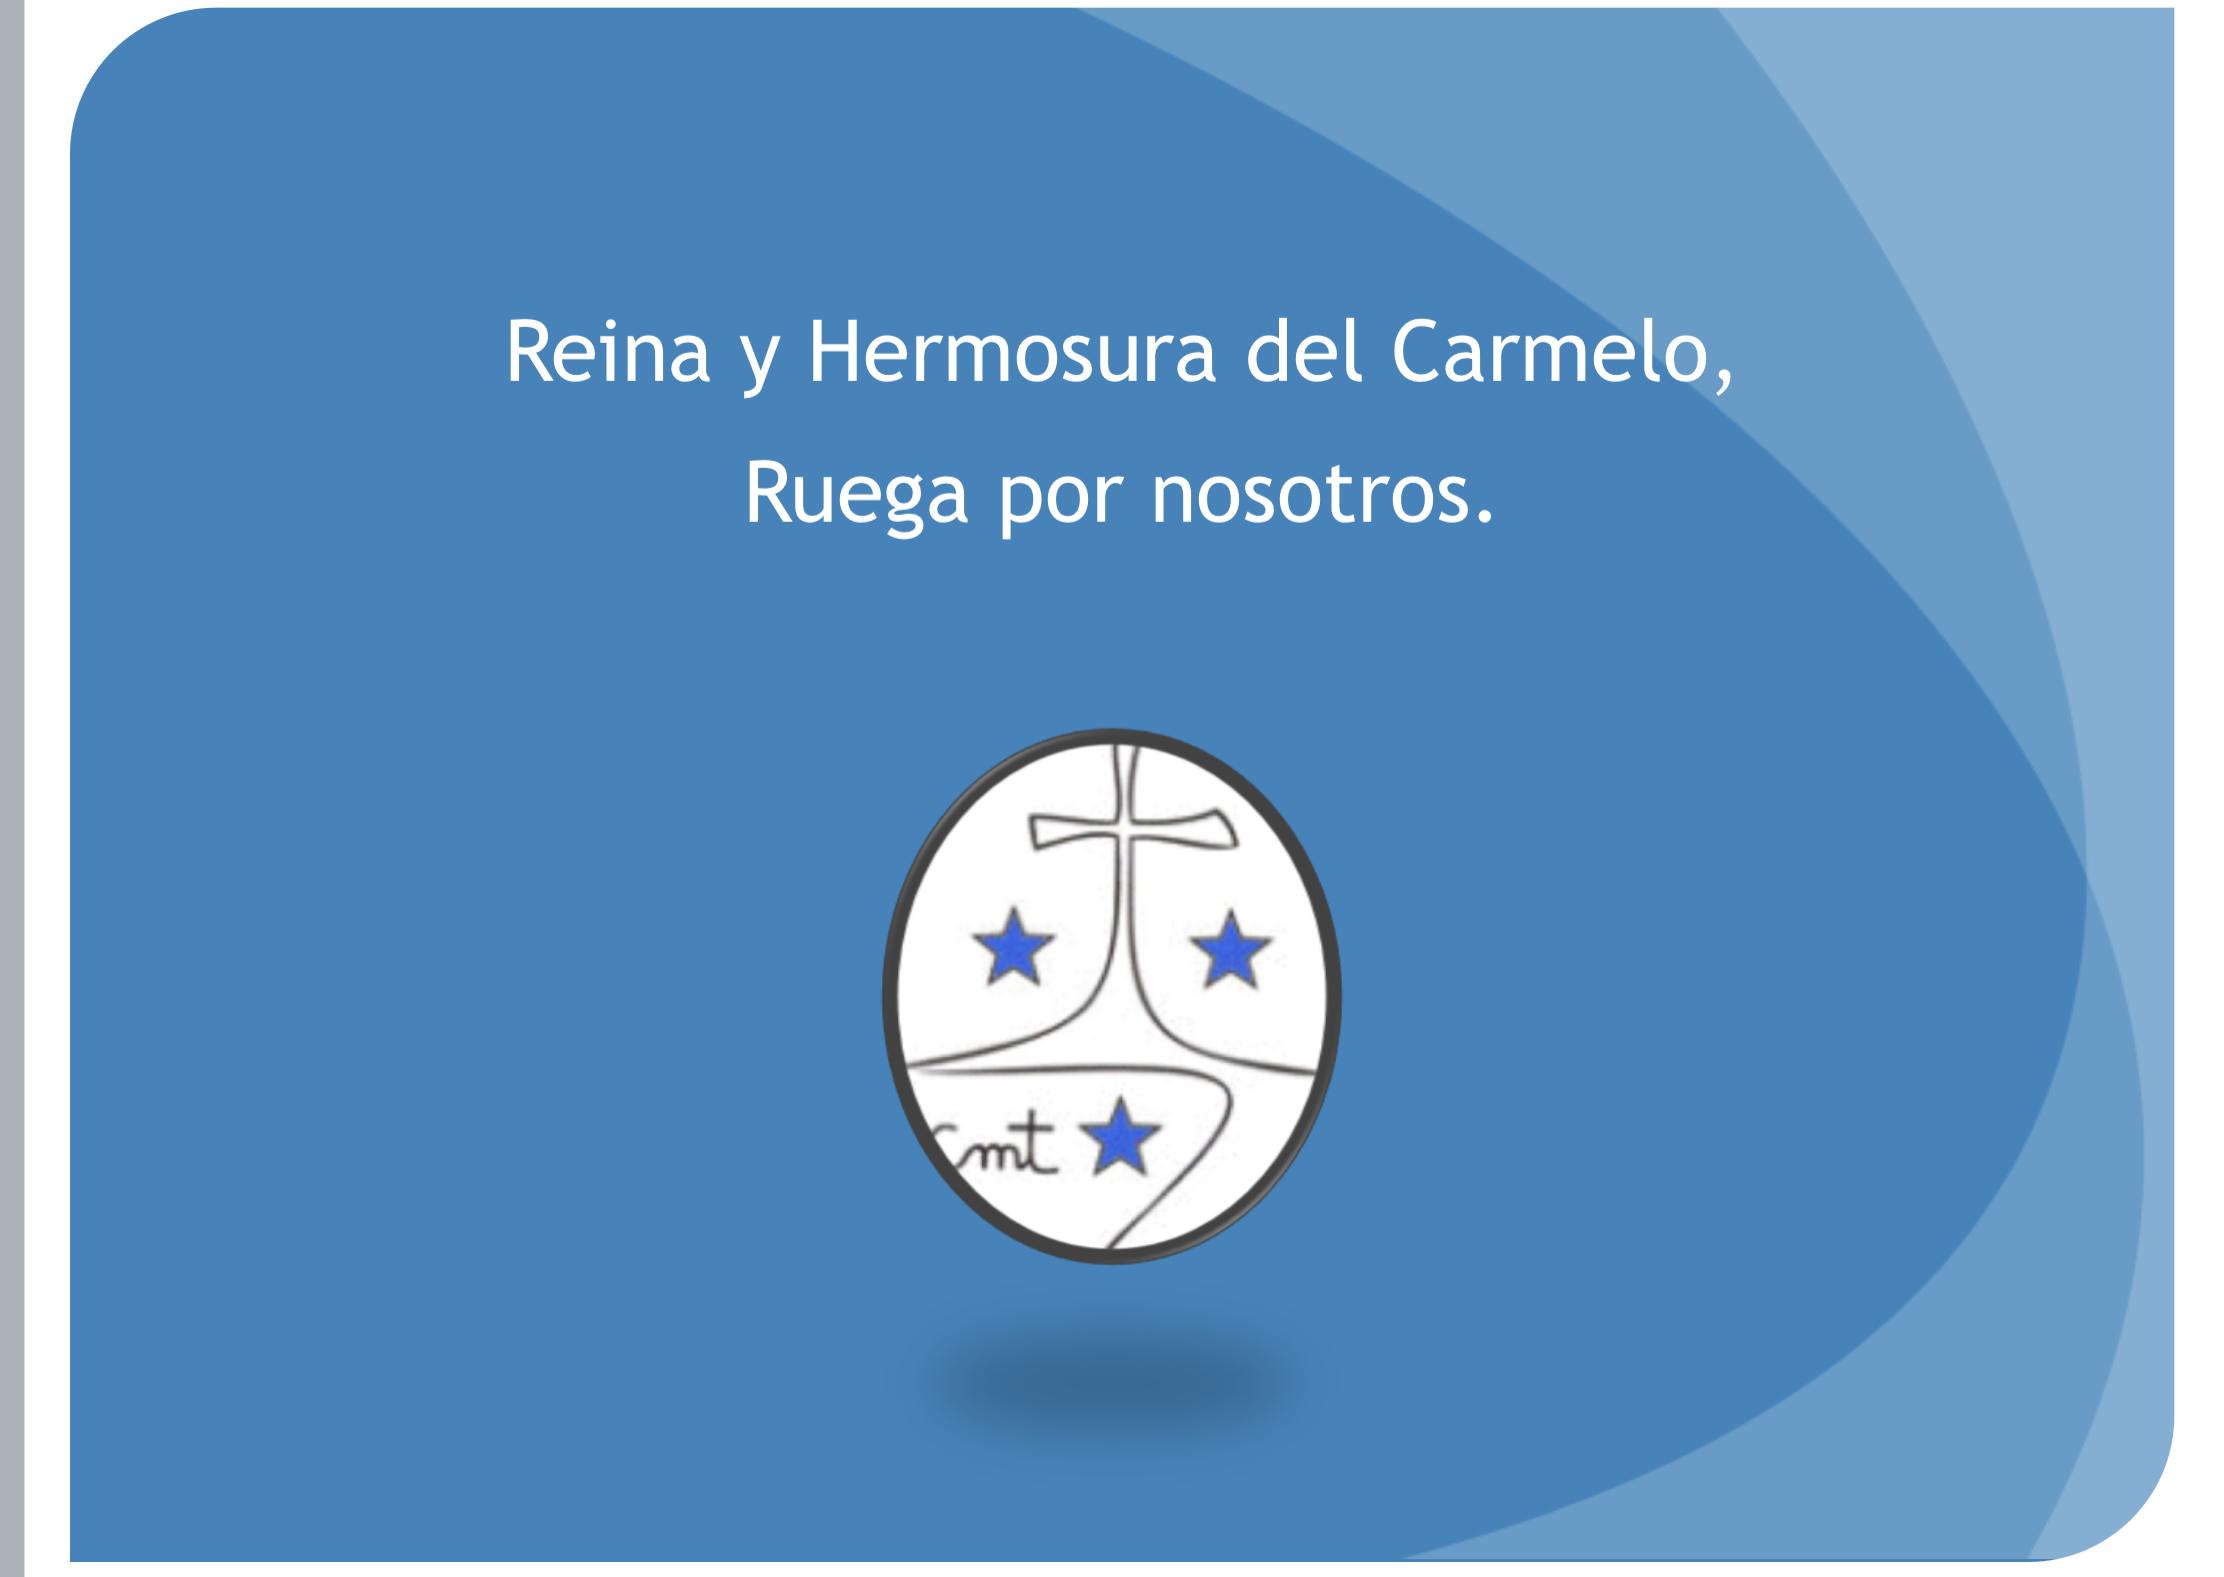 Reina y Hermosura del Carmelo,
Ruega por nosotros.
cmt